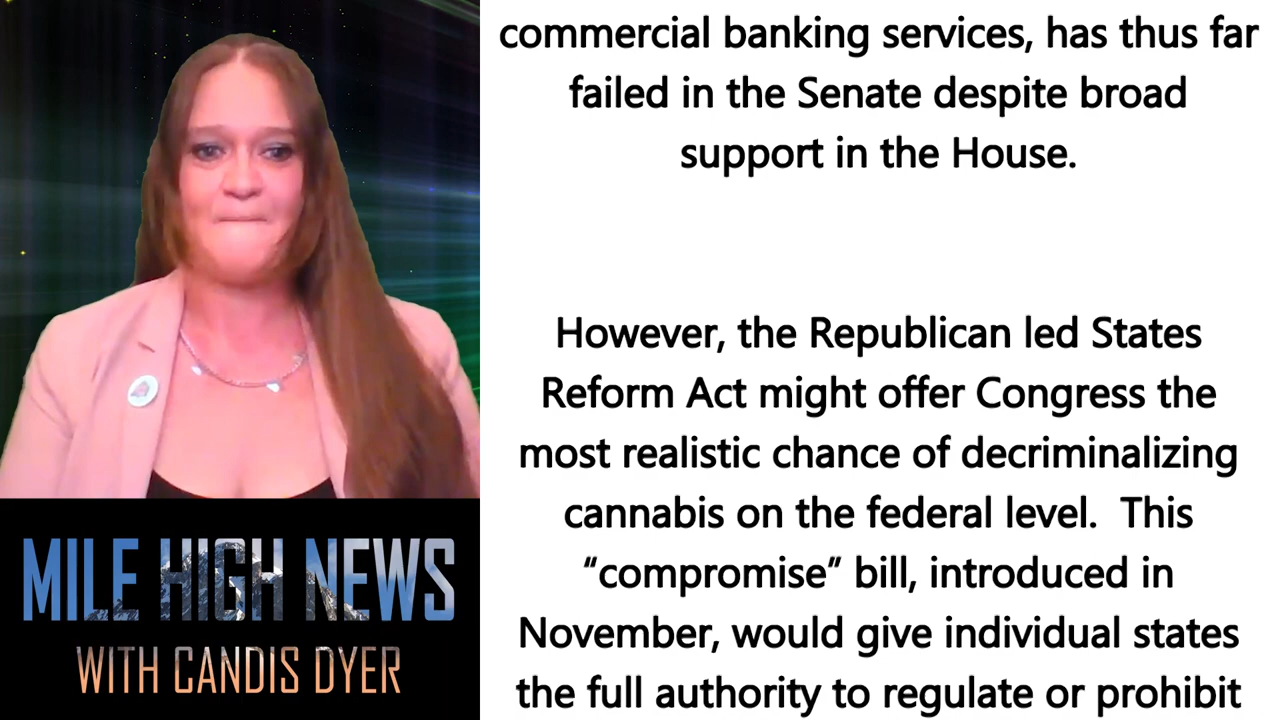 commercial banking services, has thus far
failed in the Senate despite broad
support in the House.
However, the Republican led States
Reform Act might offer Congress the
most realistic chance of decriminalizing
cannabis on the federal level.  This
“compromise” bill, introduced in
November, would give individual states
the full authority to regulate or prohibit
MILE HIGH NEWS
WITH CANDIS DYER